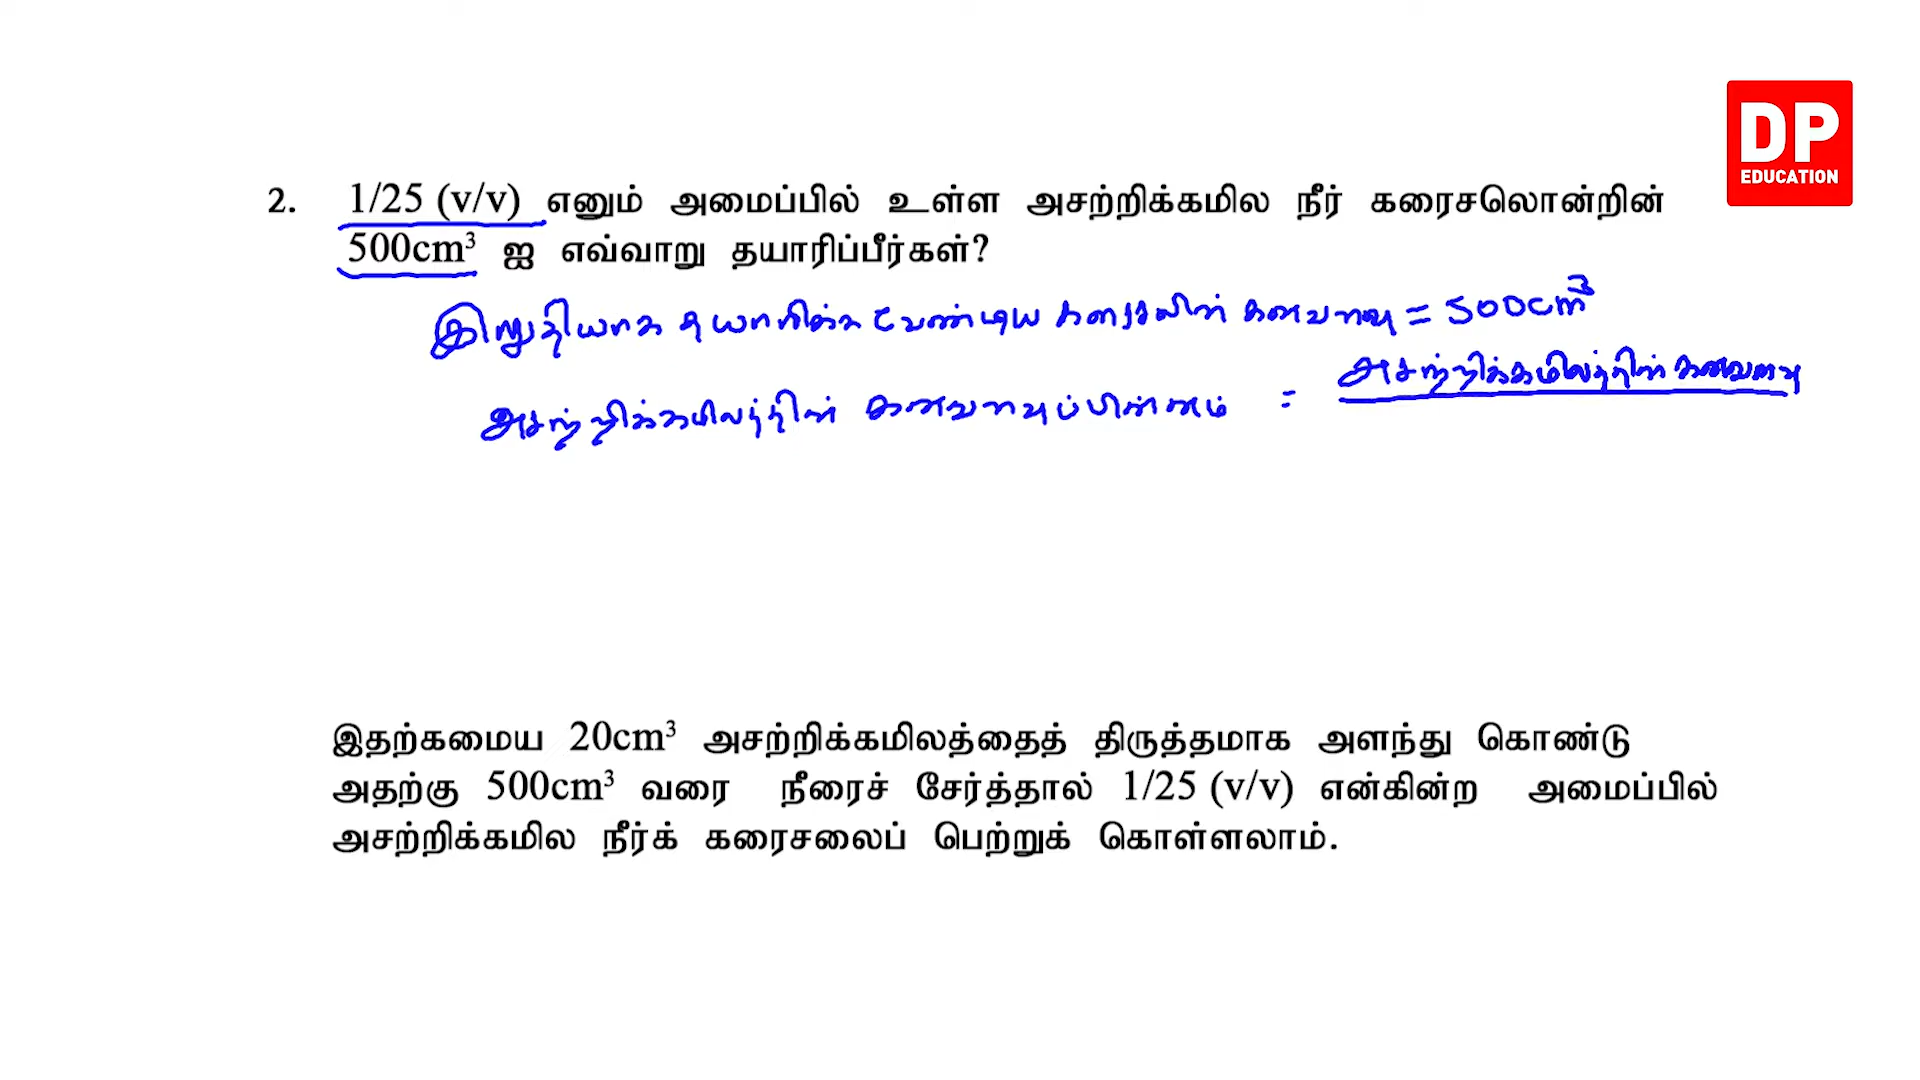 DP
EDUCATION
2. 1/25 (v/v) எனும் அமைப்பில் உள்ள அசற்றிக்கமில நீர் கரைசலொன்றின்
500cm³ ஐ எவ்வாறு தயாரிப்பீர்கள்?
இறுதியாக தயாரிக்க வேண்டிய கரைசலின் கனவளவு = 500cm³
அசற்றிக்கமிலத்தின் கனவளவுப்பின்னம் = அசற்றிக்கமிலத்தின் கனவளவு
இதற்கமைய 20cm³ அசற்றிக்கமிலத்தைத் திருத்தமாக அளந்து கொண்டு
அதற்கு 500cm³ வரை நீரைச் சேர்த்தால் 1/25 (v/v) என்கின்ற அமைப்பில்
அசற்றிக்கமில நீர்க் கரைசலைப் பெற்றுக் கொள்ளலாம்.